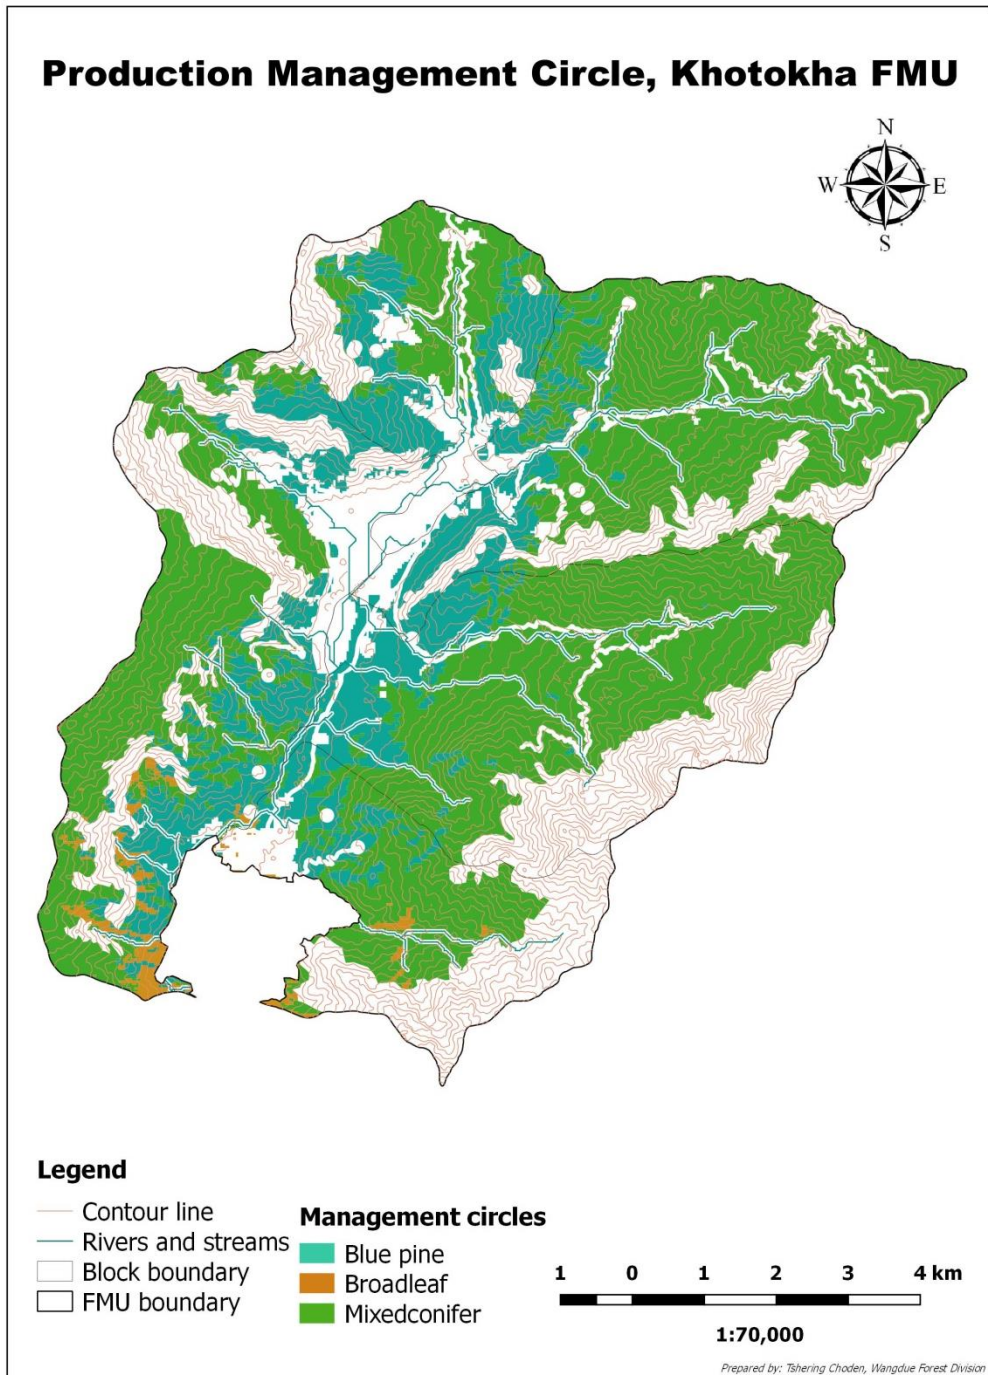 Production Management Circle, Khotokha FMU
N
W E
S
Legend
Contour line
Rivers and streams
Block boundary
FMU boundary
Management circles
Blue pine
Broadleaf
Mixedconifer
1 0 1 2 3 4 km
1:70,000
Prepared by: Tshering Choden, Wangdue Forest Division